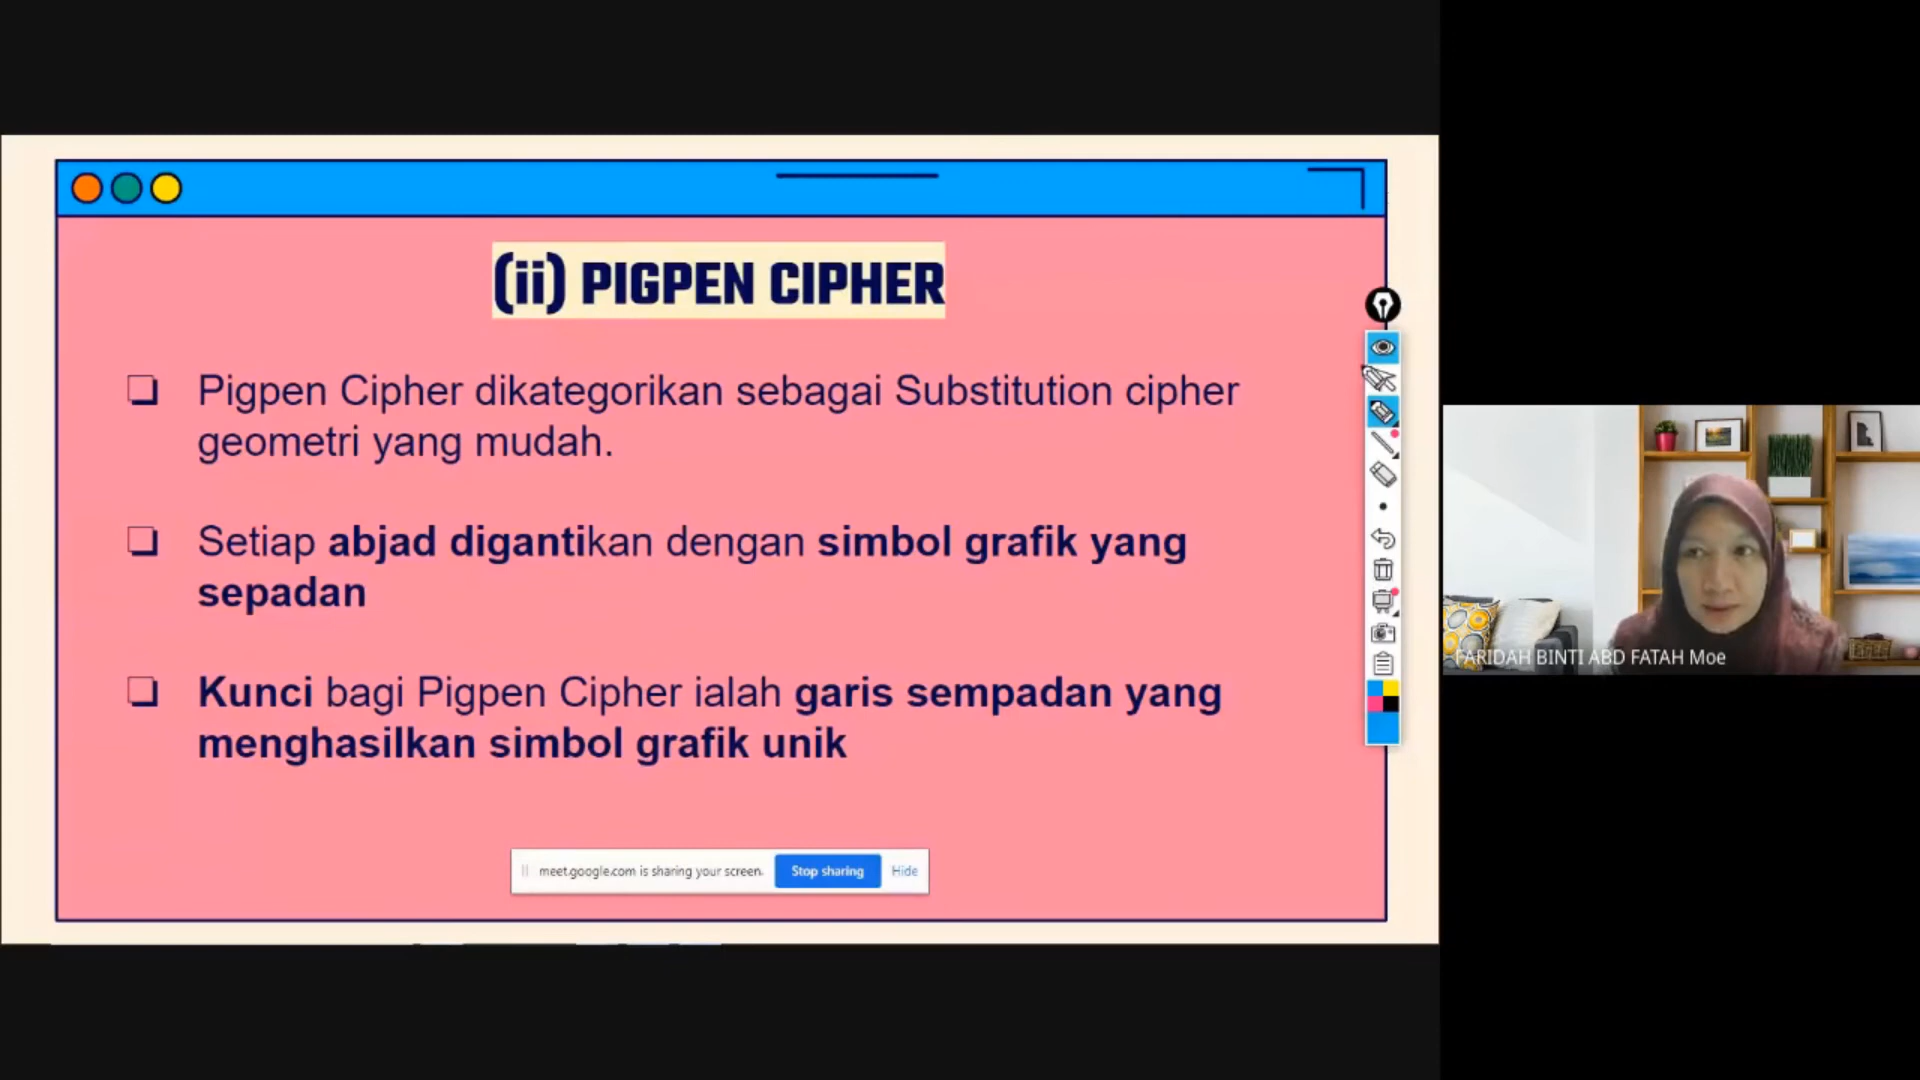 (ii) PIGPEN CIPHER
Pigpen Cipher dikategorikan sebagai Substitution cipher
geometri yang mudah.
Setiap abjad digantikan dengan simbol grafik yang
sepadan
Kunci bagi Pigpen Cipher ialah garis sempadan yang
menghasilkan simbol grafik unik
meet.google.com is sharing your screen. Stop sharing Hide
FARIDAH BINTI ABD FATAH Moe